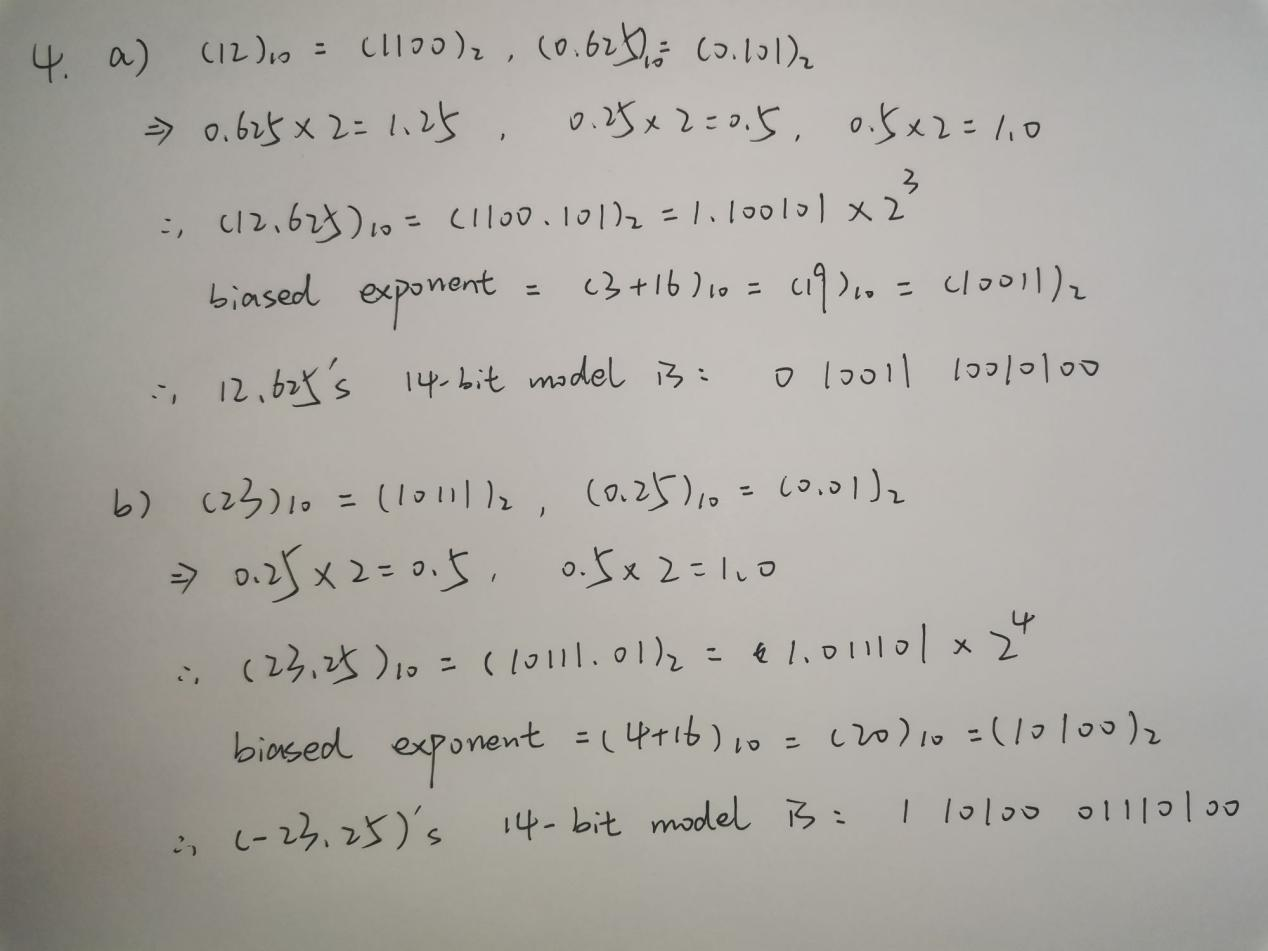 4. a) (12)₁₀ = (1100)₂ , (0.625)₁₀ = (0.101)₂
⇒ 0.625 × 2 = 1.25 , 0.25 × 2 = 0.5 , 0.5 × 2 = 1.0
∴ (12.625)₁₀ = (1100.101)₂ = 1.100101 × 2³
biased exponent = (3+16)₁₀ = (19)₁₀ = (10011)₂
∴ 12.625's 14-bit model is : 0 10011 10010100
b) (23)₁₀ = (10111)₂ , (0.25)₁₀ = (0.01)₂
⇒ 0.25 × 2 = 0.5 , 0.5 × 2 = 1.0
∴ (23.25)₁₀ = (10111.01)₂ = 1.011101 × 2⁴
biased exponent = (4+16)₁₀ = (20)₁₀ = (10100)₂
∴ (-23.25)'s 14-bit model is : 1 10100 01110100